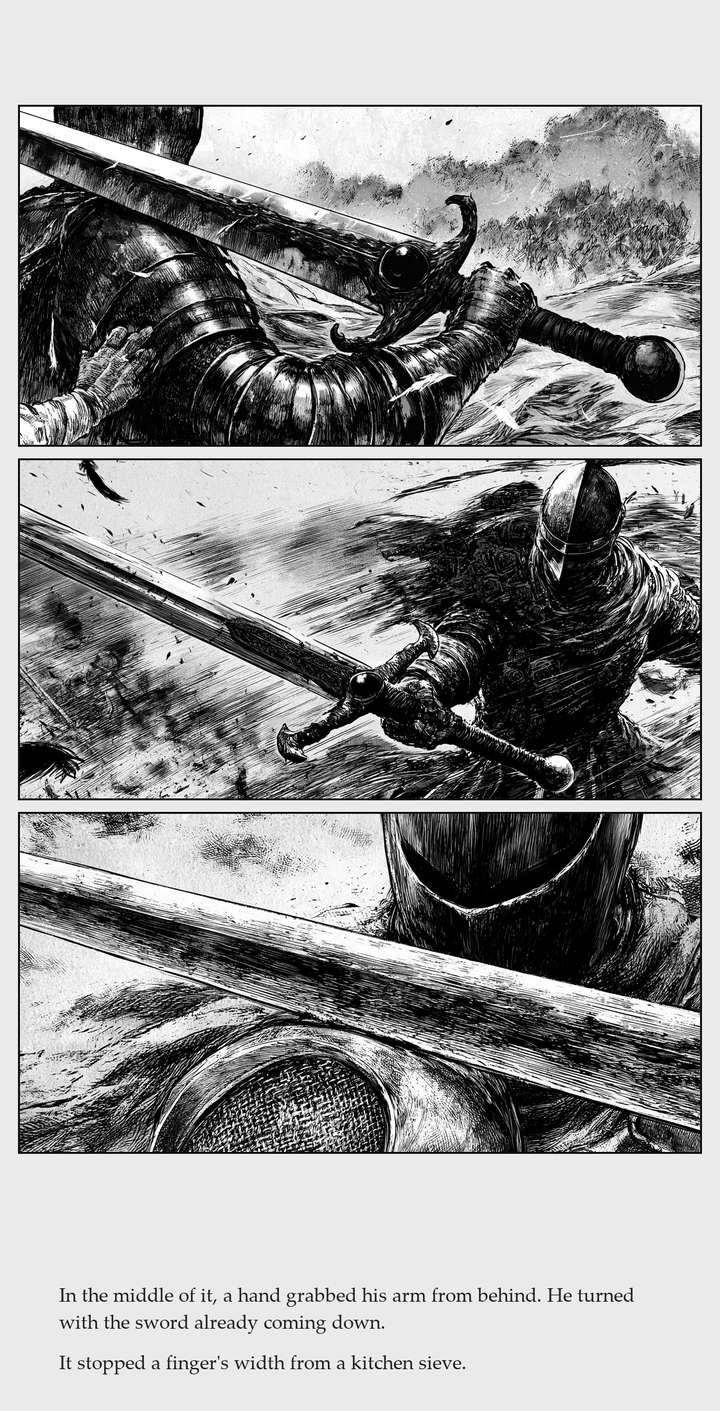 In the middle of it, a hand grabbed his arm from behind. He turned
with the sword already coming down.
It stopped a finger's width from a kitchen sieve.